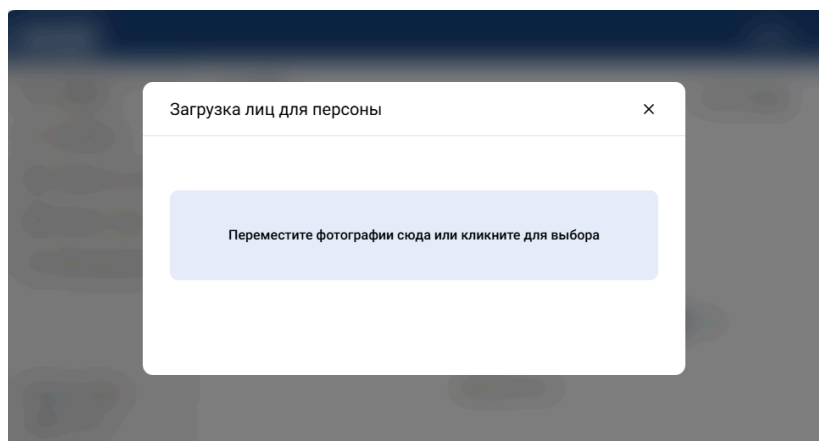 Загрузка лиц для персоны
Переместите фотографии сюда или кликните для выбора